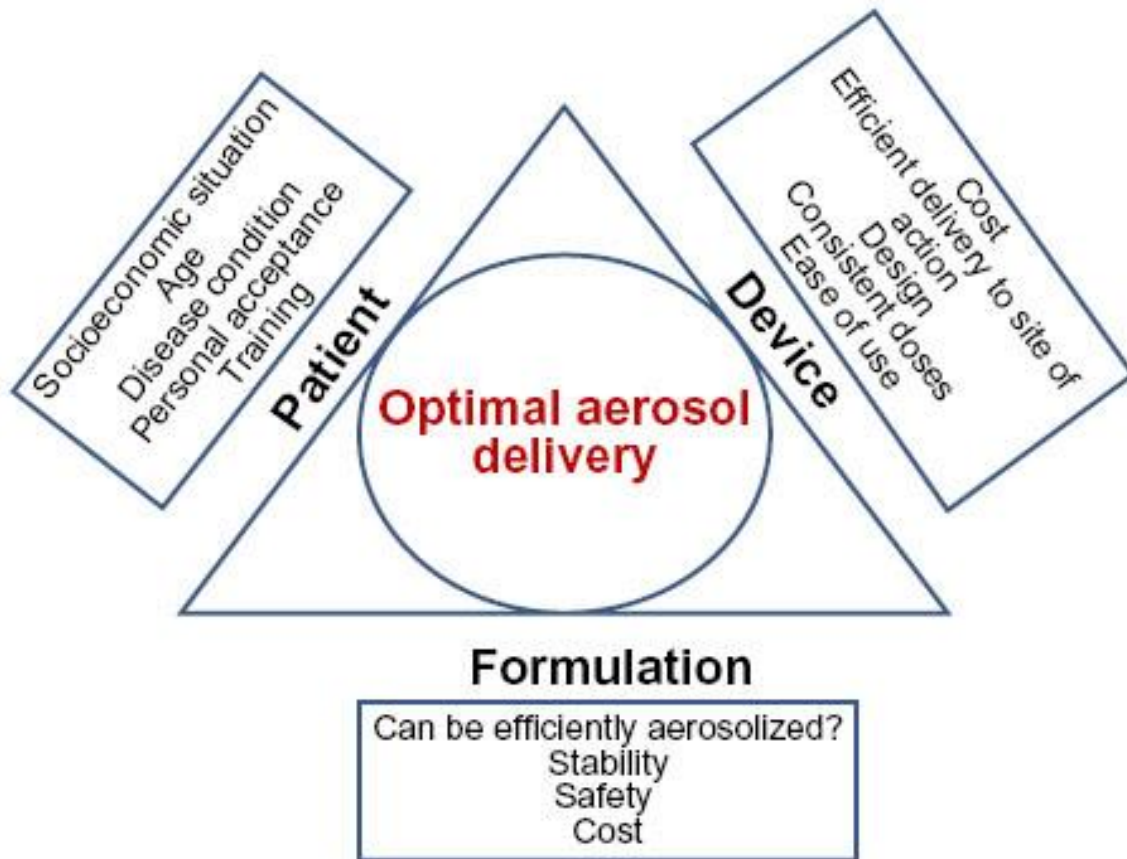 Socioeconomic situation
Age
Disease condition
Personal acceptance
Training
Patient
Cost
Efficient delivery to site of
action
Design
Consistent doses
Ease of use
Device
Optimal aerosol
delivery
Formulation
Can be efficiently aerosolized?
Stability
Safety
Cost